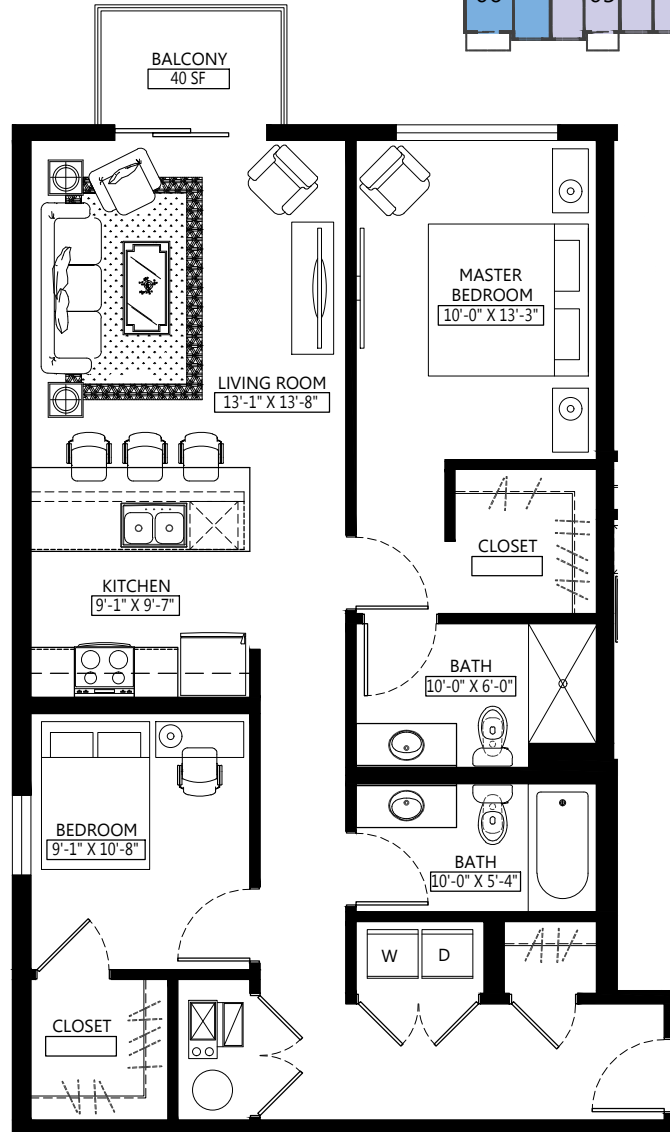 BALCONY
40 SF
MASTER
BEDROOM
10'-0" X 13'-3"
LIVING ROOM
13'-1" X 13'-8"
CLOSET
KITCHEN
9'-1" X 9'-7"
BATH
10'-0" X 6'-0"
BEDROOM
9'-1" X 10'-8"
BATH
10'-0" X 5'-4"
W
D
CLOSET